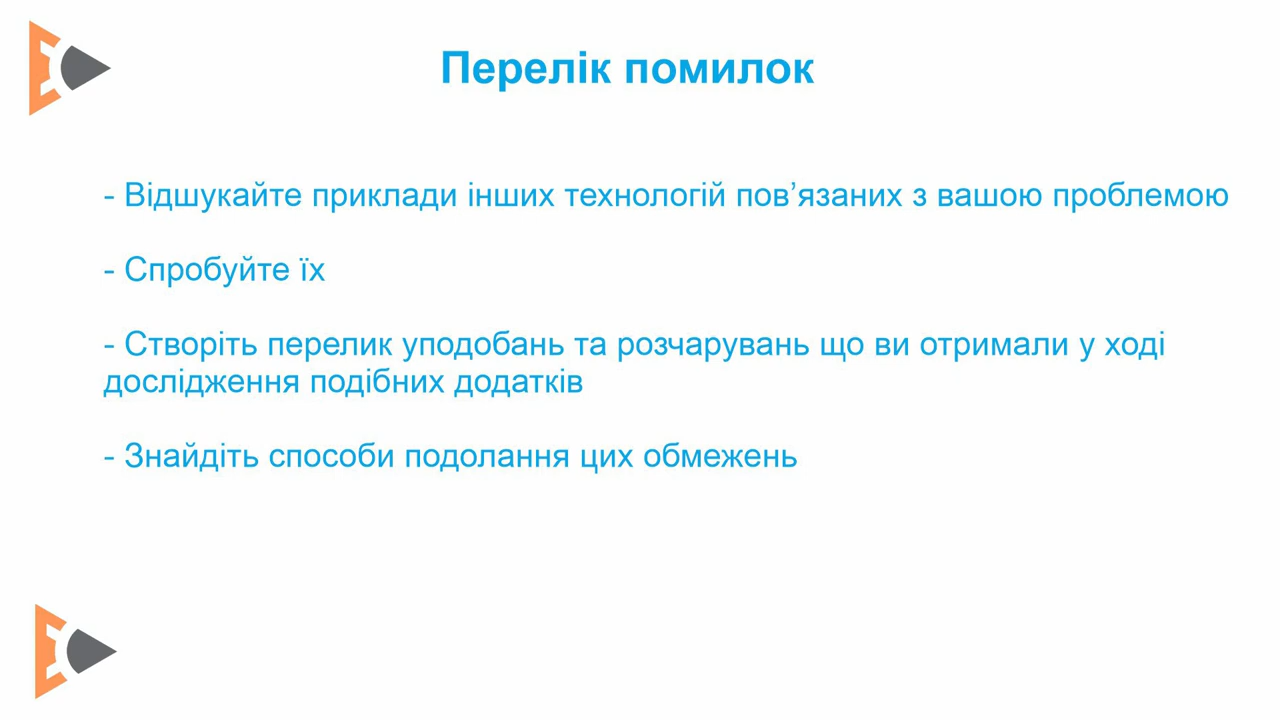 Перелік помилок
- Відшукайте приклади інших технологій пов’язаних з вашою проблемою
- Спробуйте їх
- Створіть перелик уподобань та розчарувань що ви отримали у ході
дослідження подібних додатків
- Знайдіть способи подолання цих обмежень